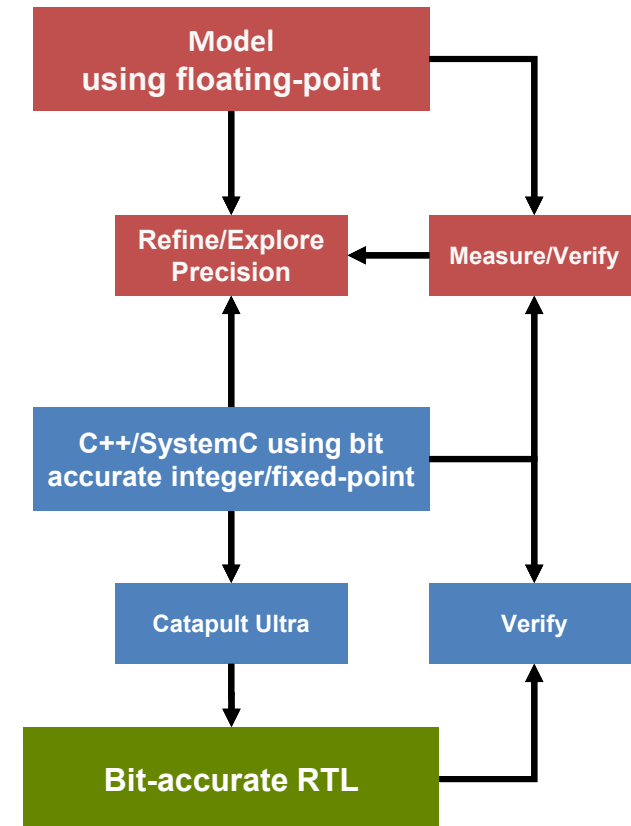 Model
using floating-point
Refine/Explore
Precision
Measure/Verify
C++/SystemC using bit
accurate integer/fixed-point
Catapult Ultra
Verify
Bit-accurate RTL